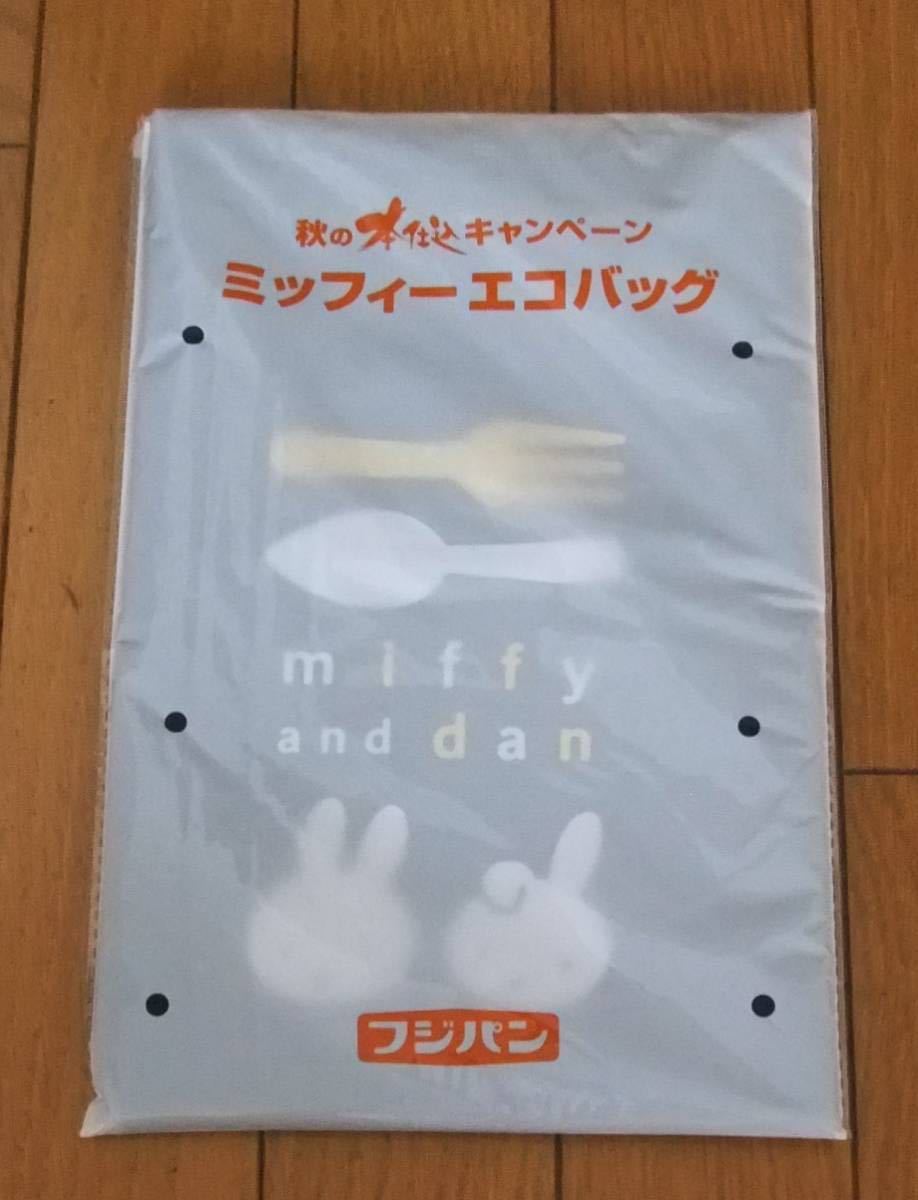 秋の本仕込キャンペーン
ミッフィーエコバッグ
miffy
and dan
フジパン